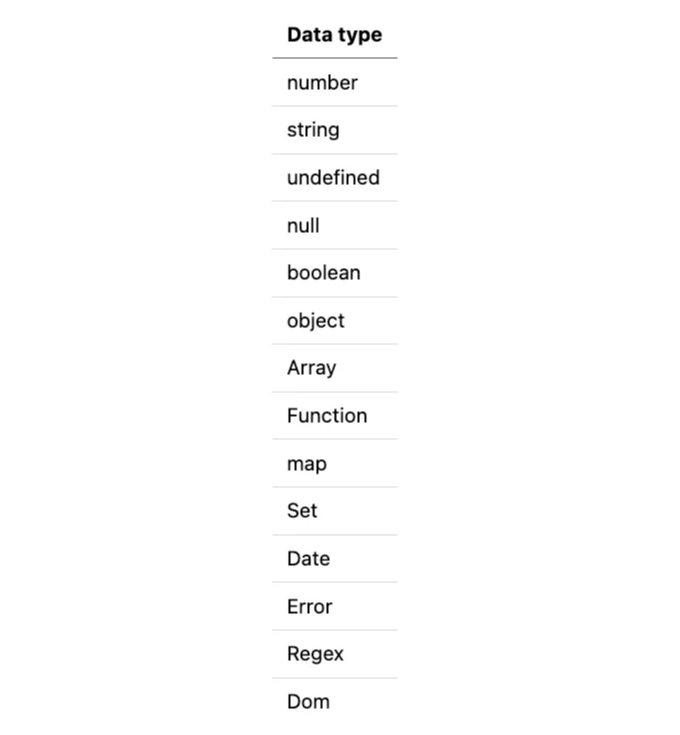 Data type
number
string
undefined
null
boolean
object
Array
Function
map
Set
Date
Error
Regex
Dom